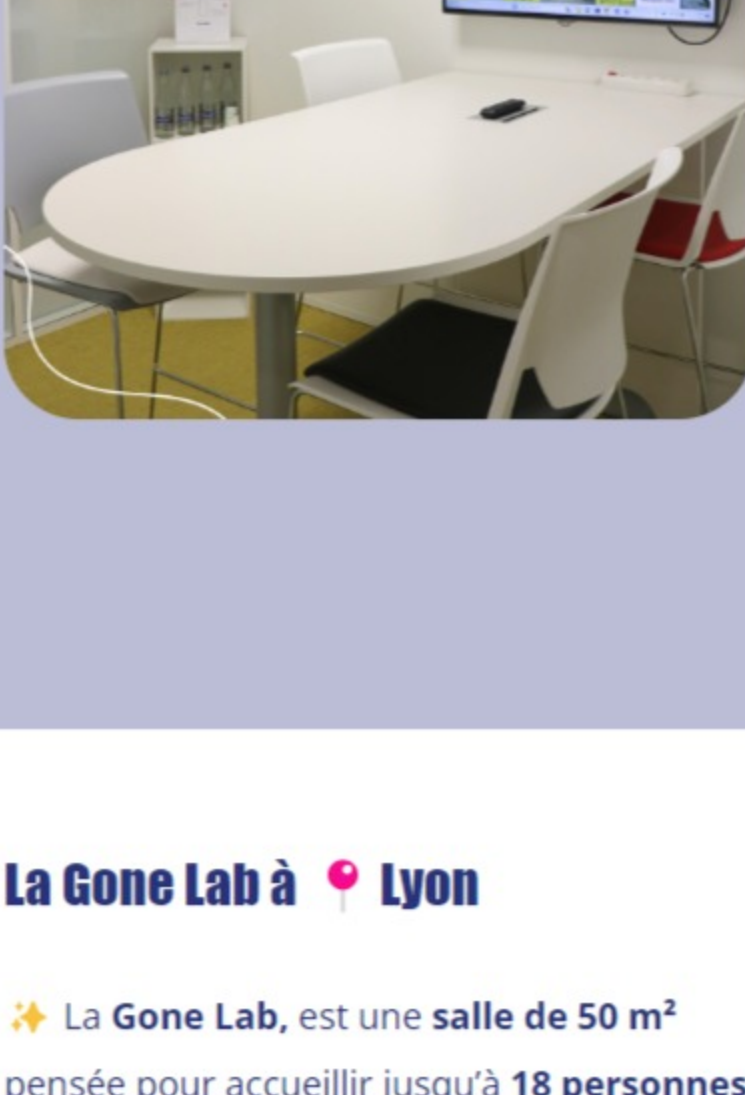 La Gone Lab à 📍 Lyon
✨ La Gone Lab, est une salle de 50 m²
pensée pour accueillir jusqu'à 18 personnes